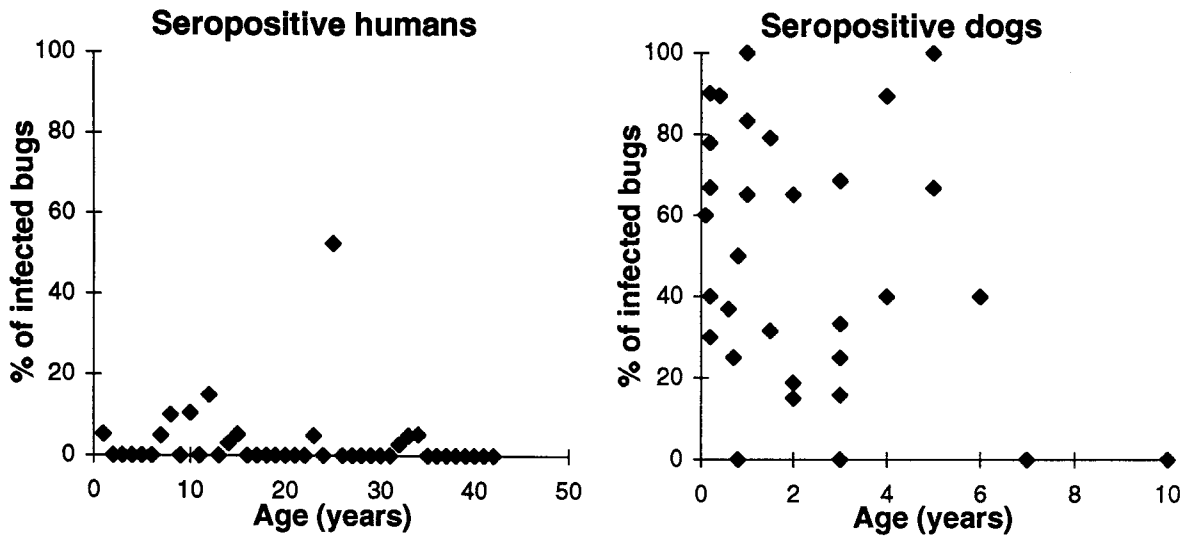 Seropositive humans
% of infected bugs
100
80
60
40
20
0
0 10 20 30 40 50
Age (years)
Seropositive dogs
% of infected bugs
100
80
60
40
20
0
0 2 4 6 8 10
Age (years)